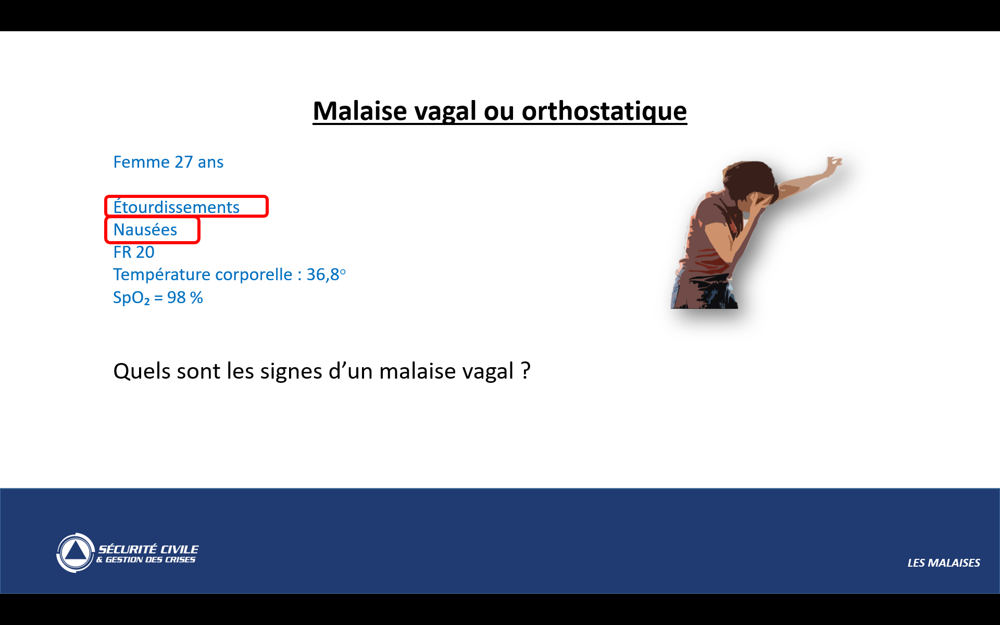 Malaise vagal ou orthostatique
Femme 27 ans
Étourdissements
Nausées
FR 20
Température corporelle : 36,8°
SpO₂ = 98 %
Quels sont les signes d’un malaise vagal ?
SÉCURITÉ CIVILE
& GESTION DES CRISES
LES MALAISES